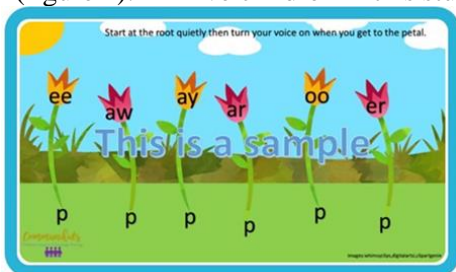 Start at the root quietly then turn your voice on when you get to the petal.
ee aw ay ar oo er
This is a sample
p p p p p p